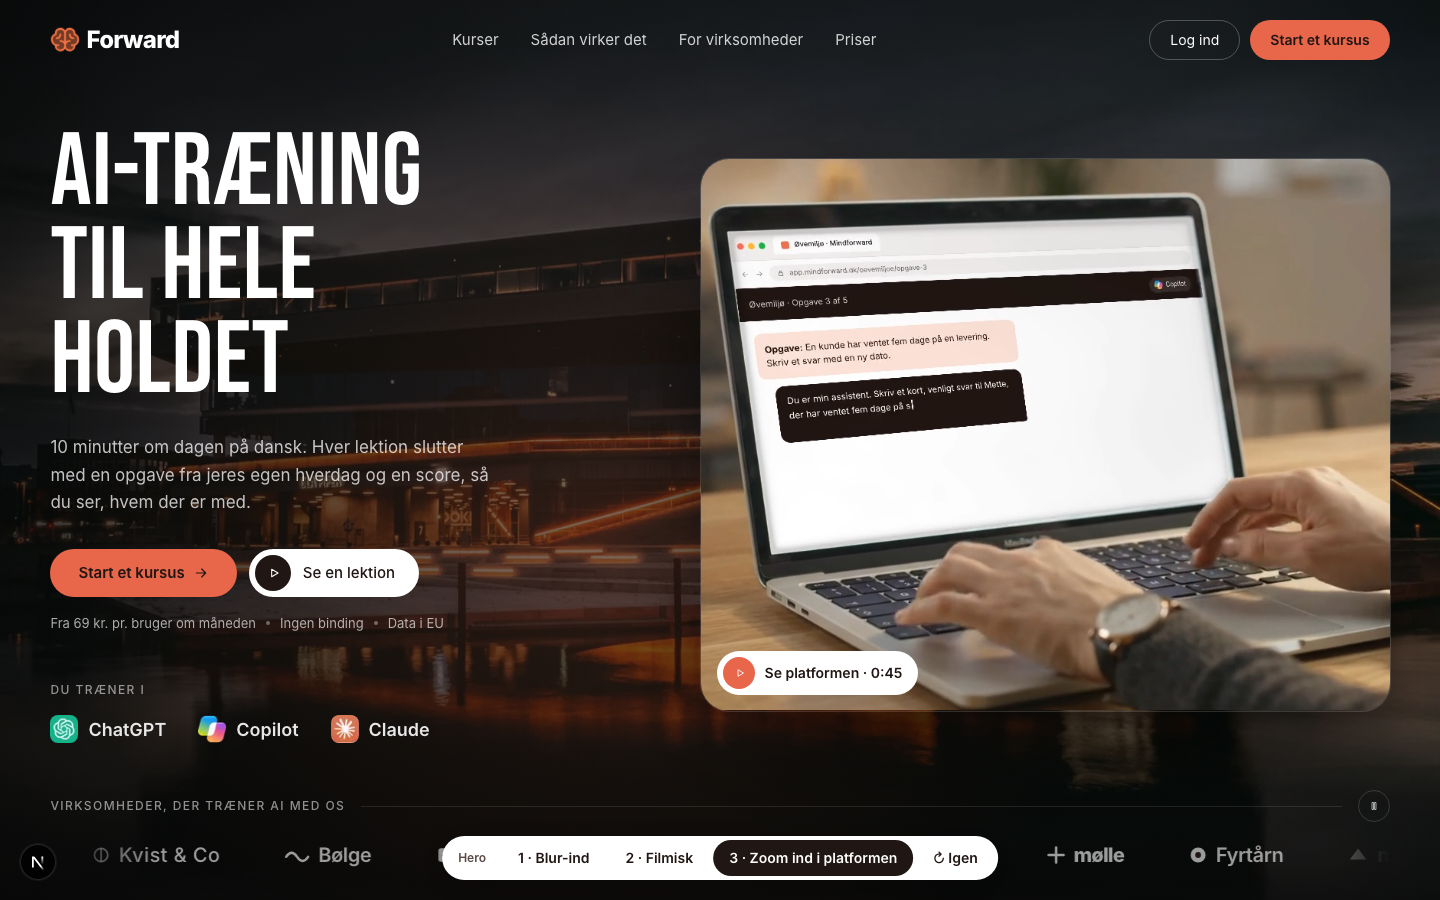 Forward
Kurser
Sådan virker det
For virksomheder
Priser
Log ind
Start et kursus
AI-TRÆNING
TIL HELE
HOLDET
10 minutter om dagen på dansk. Hver lektion slutter
med en opgave fra jeres egen hverdag og en score, så
du ser, hvem der er med.
Start et kursus →
Se en lektion
Fra 69 kr. pr. bruger om måneden • Ingen binding • Data i EU
DU TRÆNER I
ChatGPT
Copilot
Claude
Øvemiljø · Mindforward
app.mindforward.dk/oevemiljoe/opgave-3
Øvemiljø · Opgave 3 af 5
Copilot
Opgave: En kunde har ventet fem dage på en levering.
Skriv et svar med en ny dato.
Du er min assistent. Skriv et kort, venligt svar til Mette,
der har ventet fem dage på s
Se platformen · 0:45
VIRKSOMHEDER, DER TRÆNER AI MED OS
Kvist & Co
Bølge
mølle
Fyrtårn
N
Hero
1 · Blur-ind
2 · Filmisk
3 · Zoom ind i platformen
↻ Igen